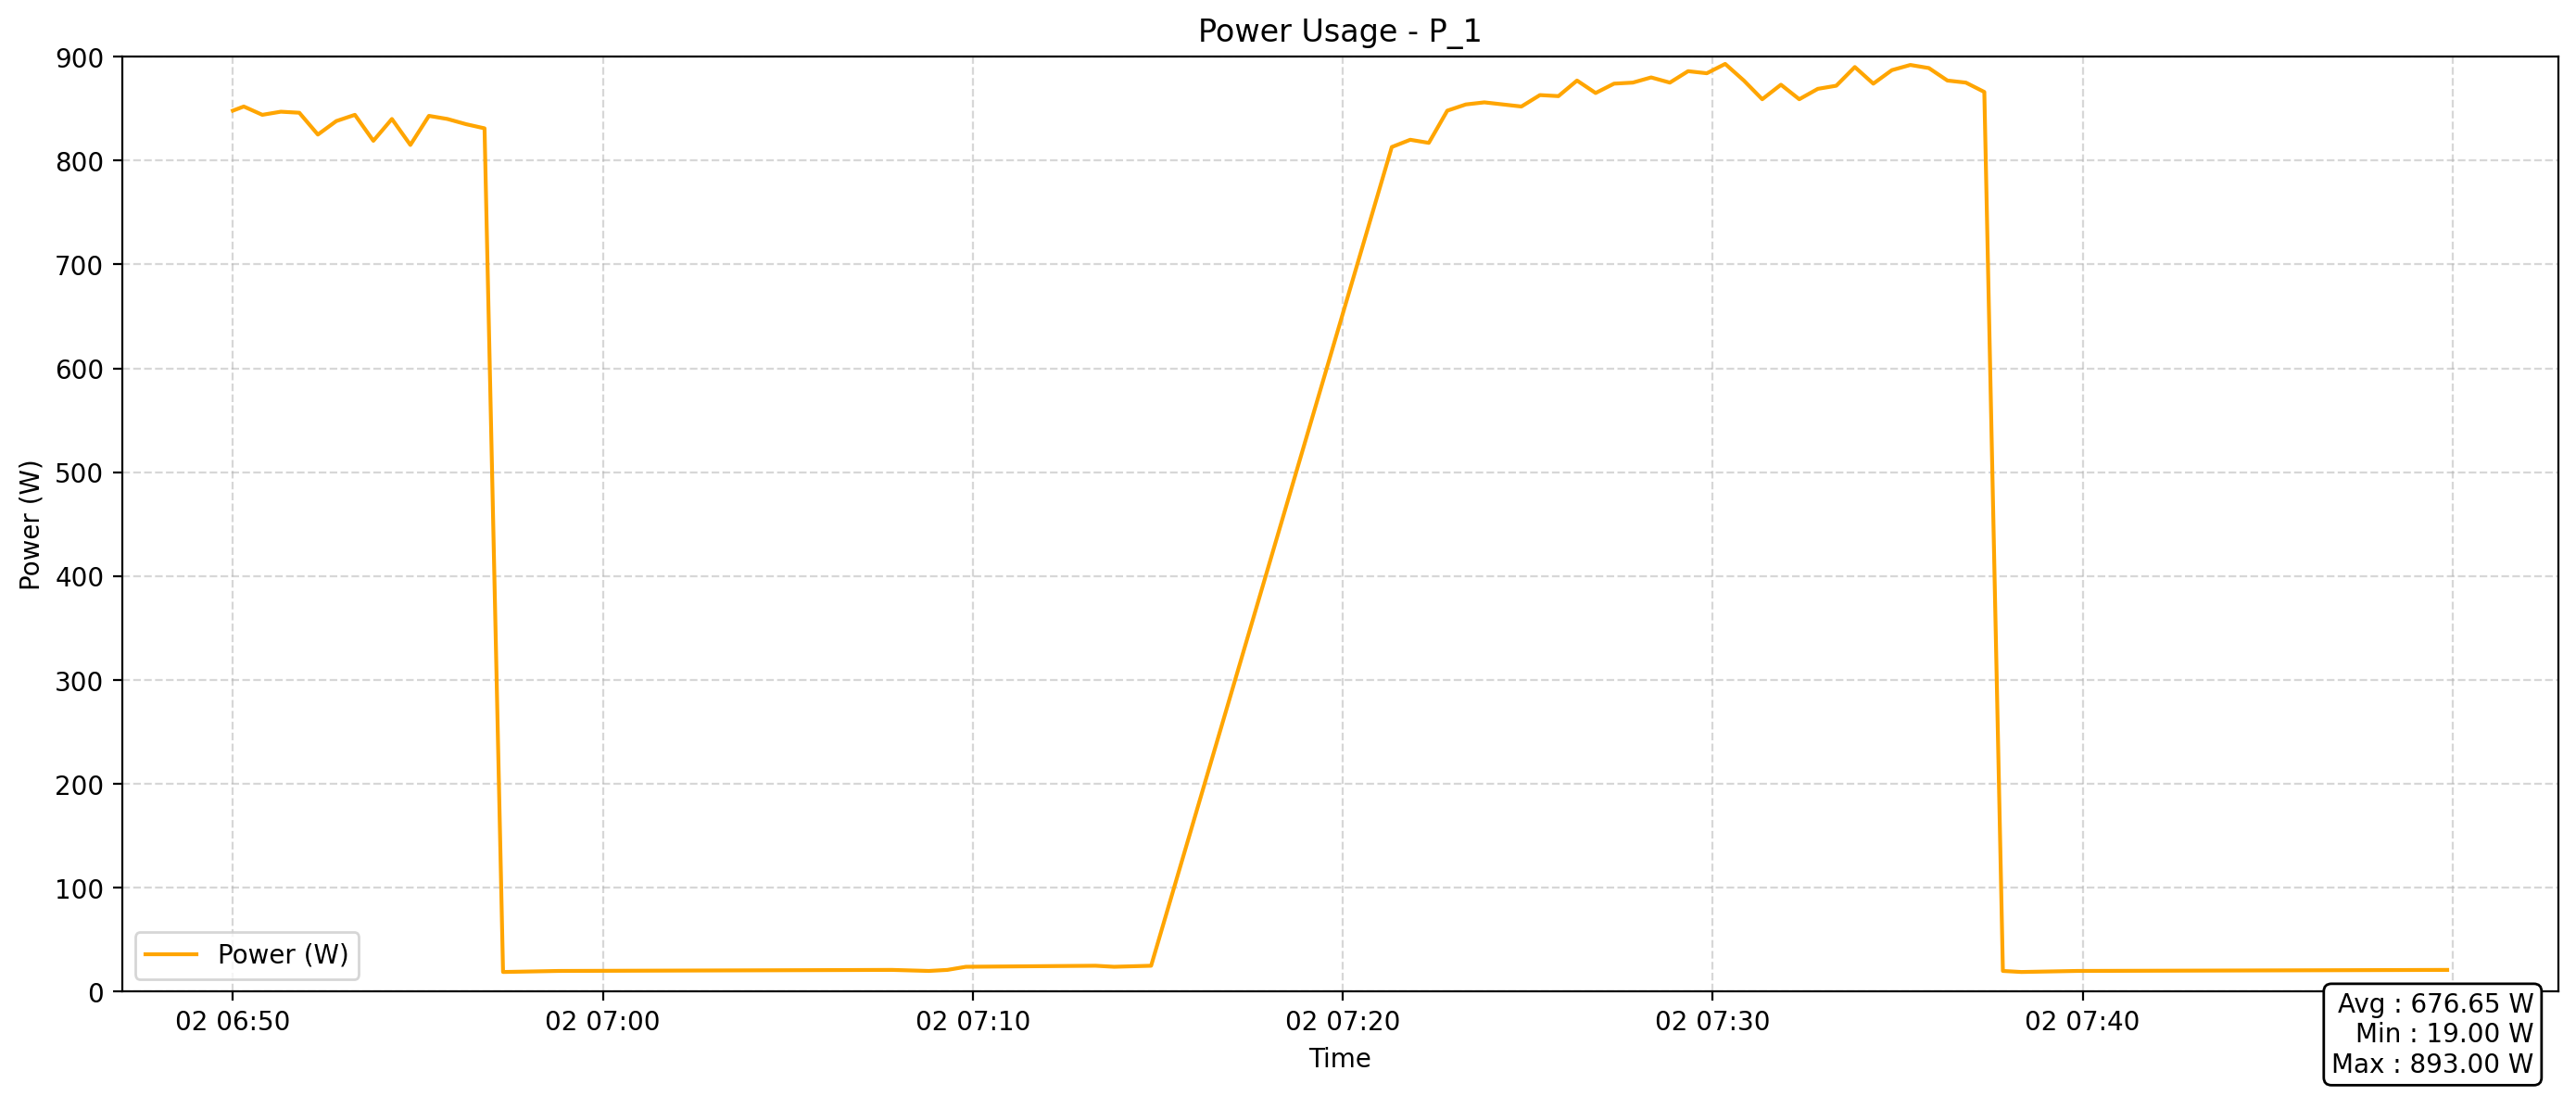 Power Usage - P_1
900
800
700
600
500
400
300
200
100
0
Power (W)
Power (W)
02 06:50
02 07:00
02 07:10
02 07:20
02 07:30
02 07:40
Time
Avg : 676.65 W
Min : 19.00 W
Max : 893.00 W